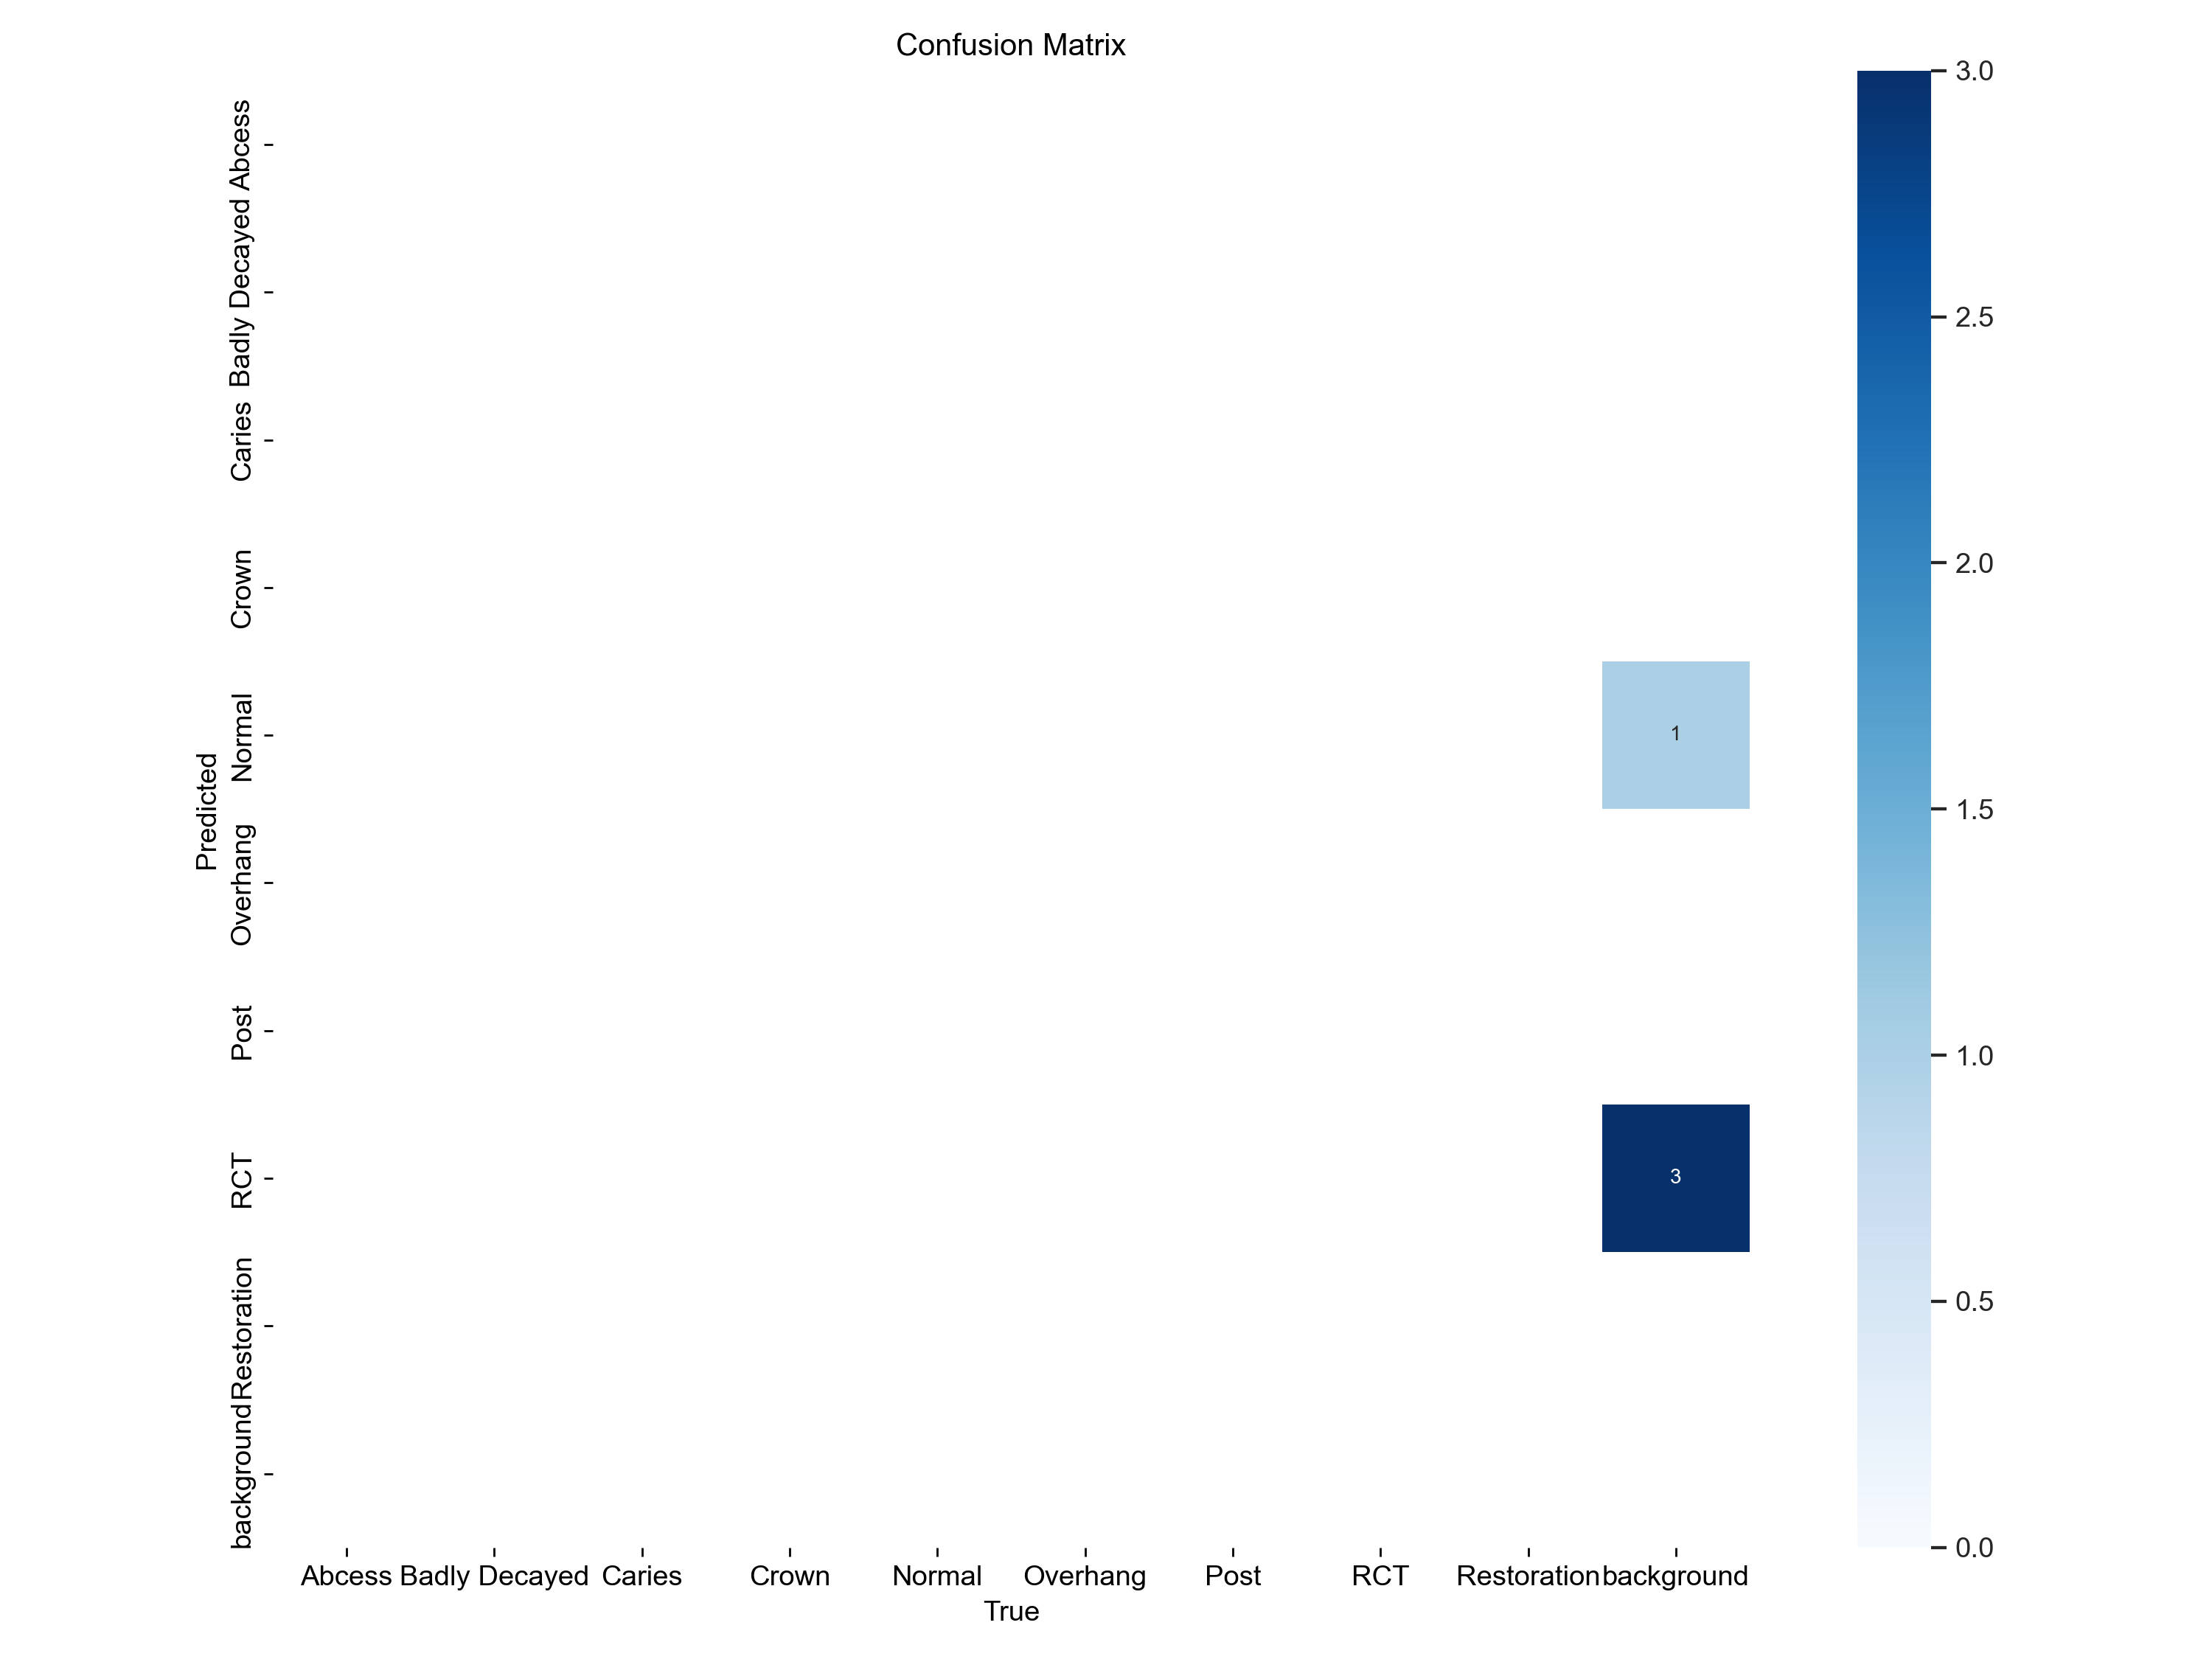 Confusion Matrix
Abcess
Badly Decayed
Caries
Crown
Normal
Overhang
Post
RCT
Restoration
background
Predicted
1
3
Abcess Badly Decayed Caries Crown Normal Overhang Post RCT Restoration background
True
3.0
2.5
2.0
1.5
1.0
0.5
0.0